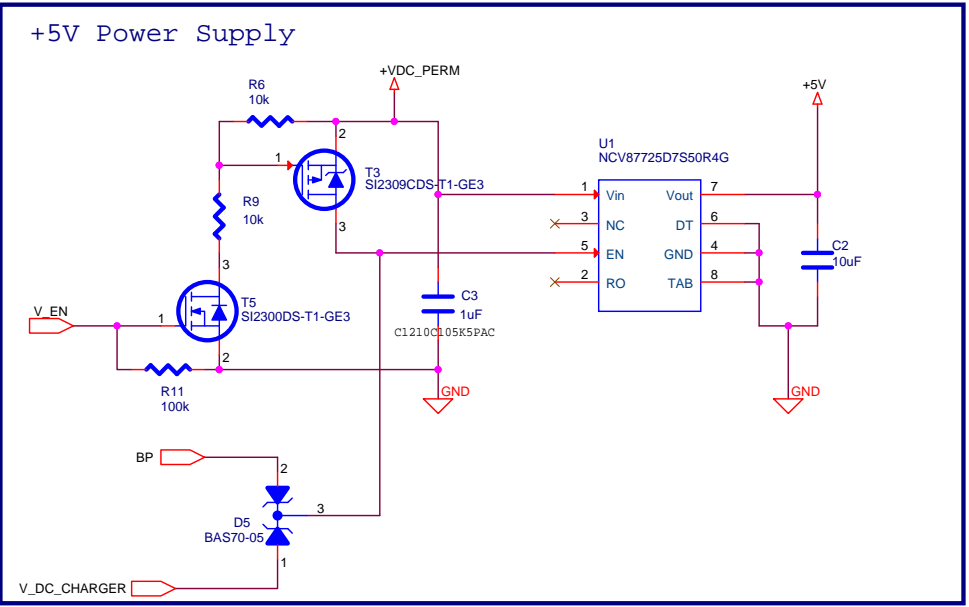 +5V Power Supply
+VDC_PERM
R6
10k
+5V
2
U1
NCV87725D7S50R4G
1
T3
SI2309CDS-T1-GE3
1
Vin
Vout
7
R9
10k
3
3
NC
DT
6
5
EN
GND
4
C2
10uF
3
2
RO
TAB
8
T5
SI2300DS-T1-GE3
C3
1uF
C1210C105K5PAC
V_EN
1
2
R11
100k
GND
GND
BP
2
3
D5
BAS70-05
1
V_DC_CHARGER